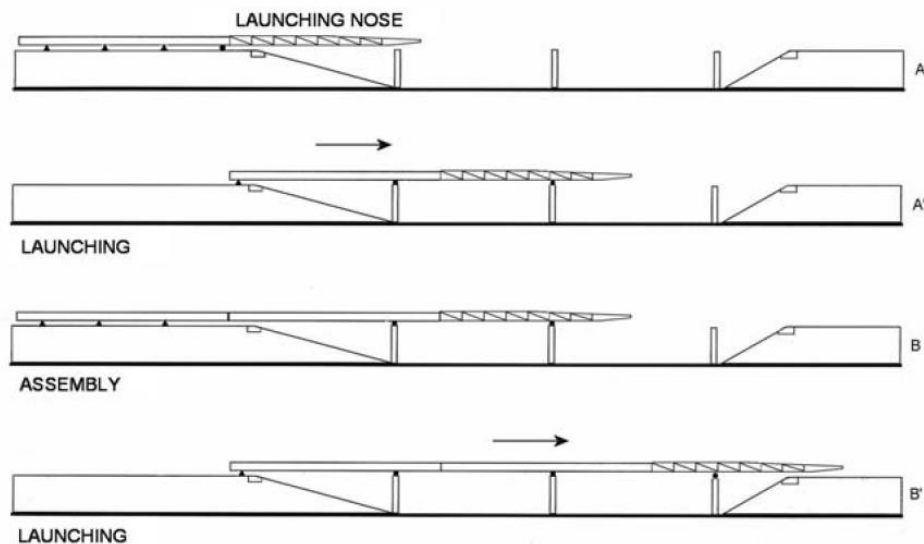 LAUNCHING NOSE
A
A'
LAUNCHING
B
ASSEMBLY
B'
LAUNCHING